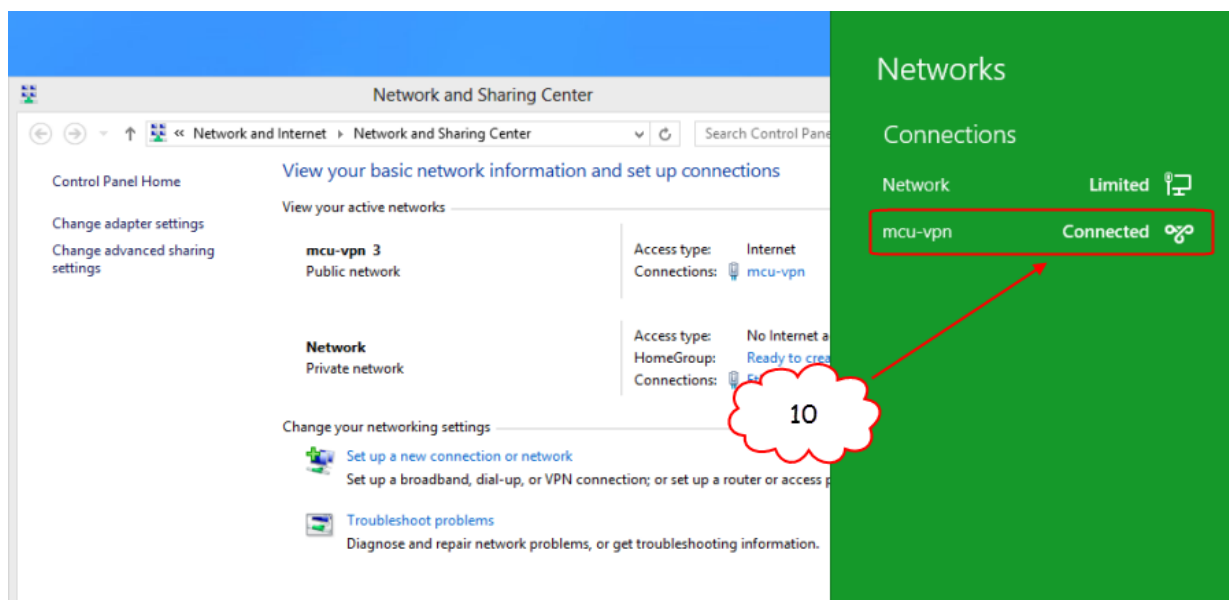 Network and Sharing Center
« Network and Internet Network and Sharing Center
Search Control Pane
Control Panel Home
Change adapter settings
Change advanced sharing
settings
View your basic network information and set up connections
View your active networks
mcu-vpn 3
Public network
Access type: Internet
Connections: mcu-vpn
Network
Private network
Access type: No Internet a
HomeGroup: Ready to crea
Connections:
Change your networking settings
Set up a new connection or network
Set up a broadband, dial-up, or VPN connection; or set up a router or access p
Troubleshoot problems
Diagnose and repair network problems, or get troubleshooting information.
10
Networks
Connections
Network Limited
mcu-vpn Connected